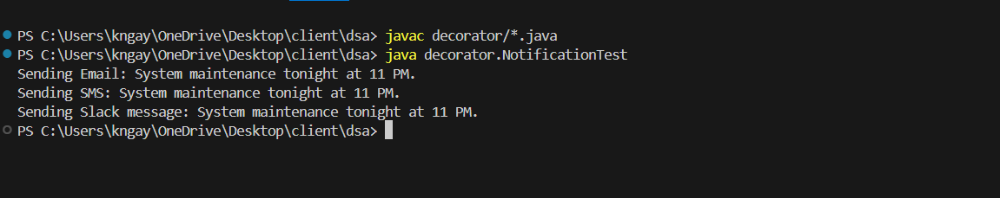 PS C:\Users\kngay\OneDrive\Desktop\client\dsa> javac decorator/*.java
PS C:\Users\kngay\OneDrive\Desktop\client\dsa> java decorator.NotificationTest
Sending Email: System maintenance tonight at 11 PM.
Sending SMS: System maintenance tonight at 11 PM.
Sending Slack message: System maintenance tonight at 11 PM.
PS C:\Users\kngay\OneDrive\Desktop\client\dsa>